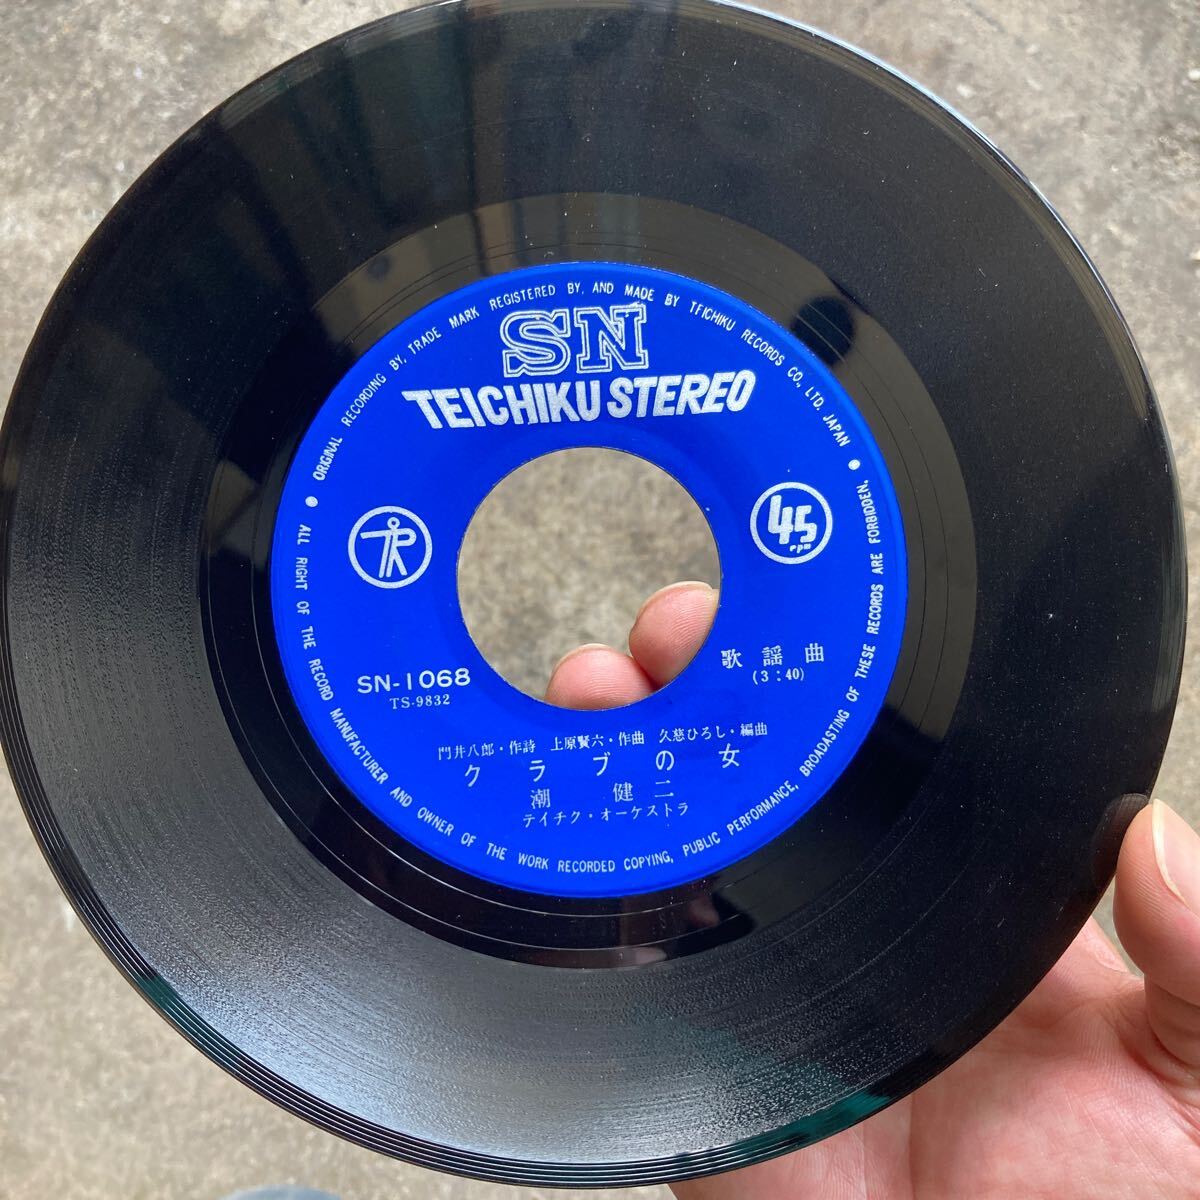 ORIGINAL RECORDING BY, TRADE MARK REGISTERED BY, AND MADE BY TEICHIKU RECORDS CO., LTD. JAPAN
SN
TEICHIKU STEREO
TR
45
rpm
SN-1068
TS-9832
歌謡曲
(3:40)
門井八郎・作詩 上原賢六・作曲 久慈ひろし・編曲
クラブの女
潮 健二
テイチク・オーケストラ
ALL RIGHT OF THE RECORD MANUFACTURER AND OWNER OF THE WORK RECORDED COPYING, PUBLIC PERFORMANCE, BROADASTING OF THESE RECORDS ARE FORBIDDEN.